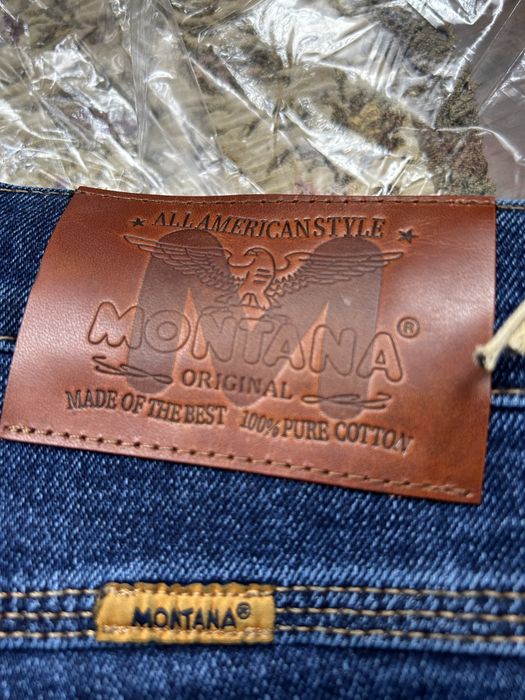 ★ ALL AMERICAN STYLE ★
M
MONTANA®
ORIGINAL
MADE OF THE BEST 100% PURE COTTON
MONTANA®